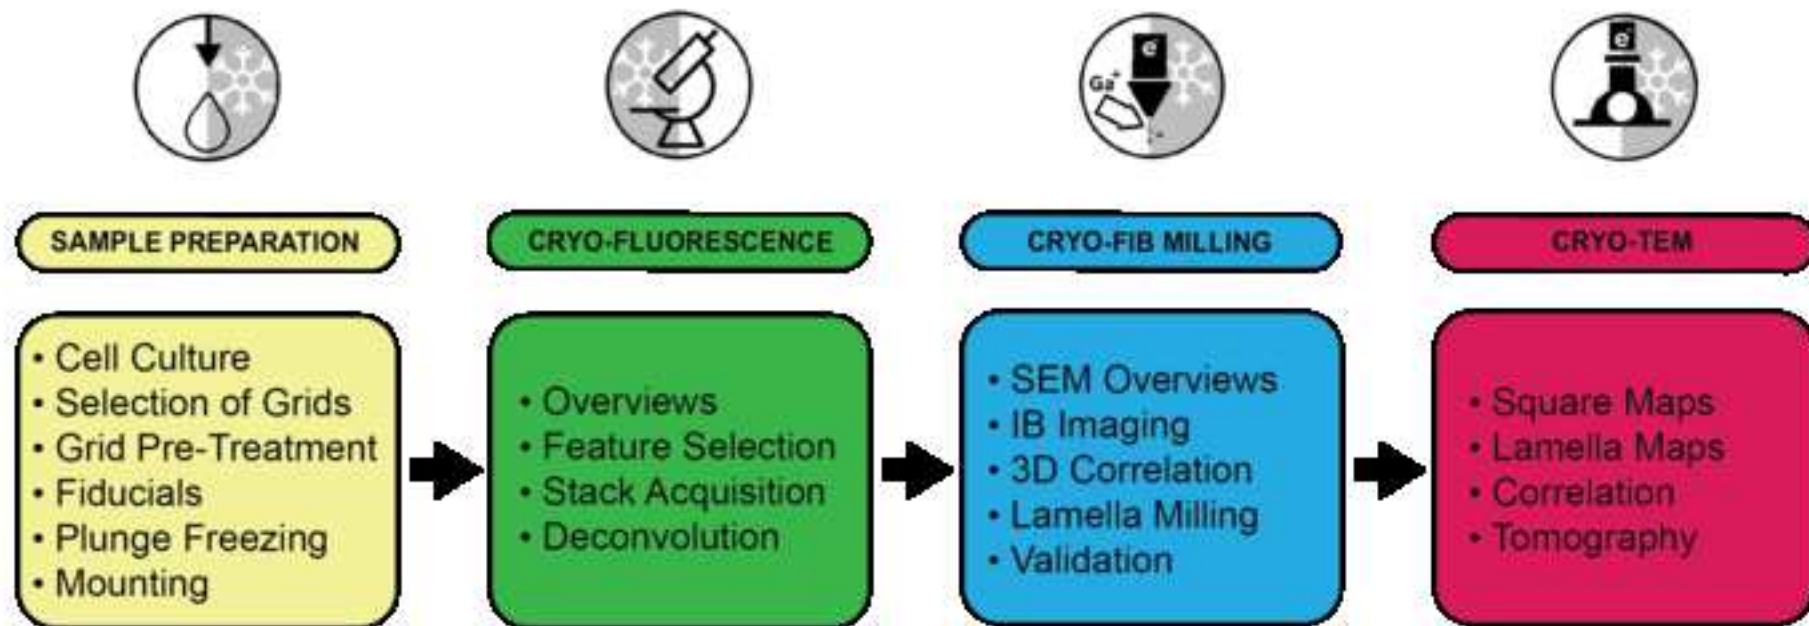 e⁻
Ga⁺
e⁻
SAMPLE PREPARATION
CRYO-FLUORESCENCE
CRYO-FIB MILLING
CRYO-TEM
• Cell Culture
• Selection of Grids
• Grid Pre-Treatment
• Fiducials
• Plunge Freezing
• Mounting
• Overviews
• Feature Selection
• Stack Acquisition
• Deconvolution
• SEM Overviews
• IB Imaging
• 3D Correlation
• Lamella Milling
• Validation
• Square Maps
• Lamella Maps
• Correlation
• Tomography